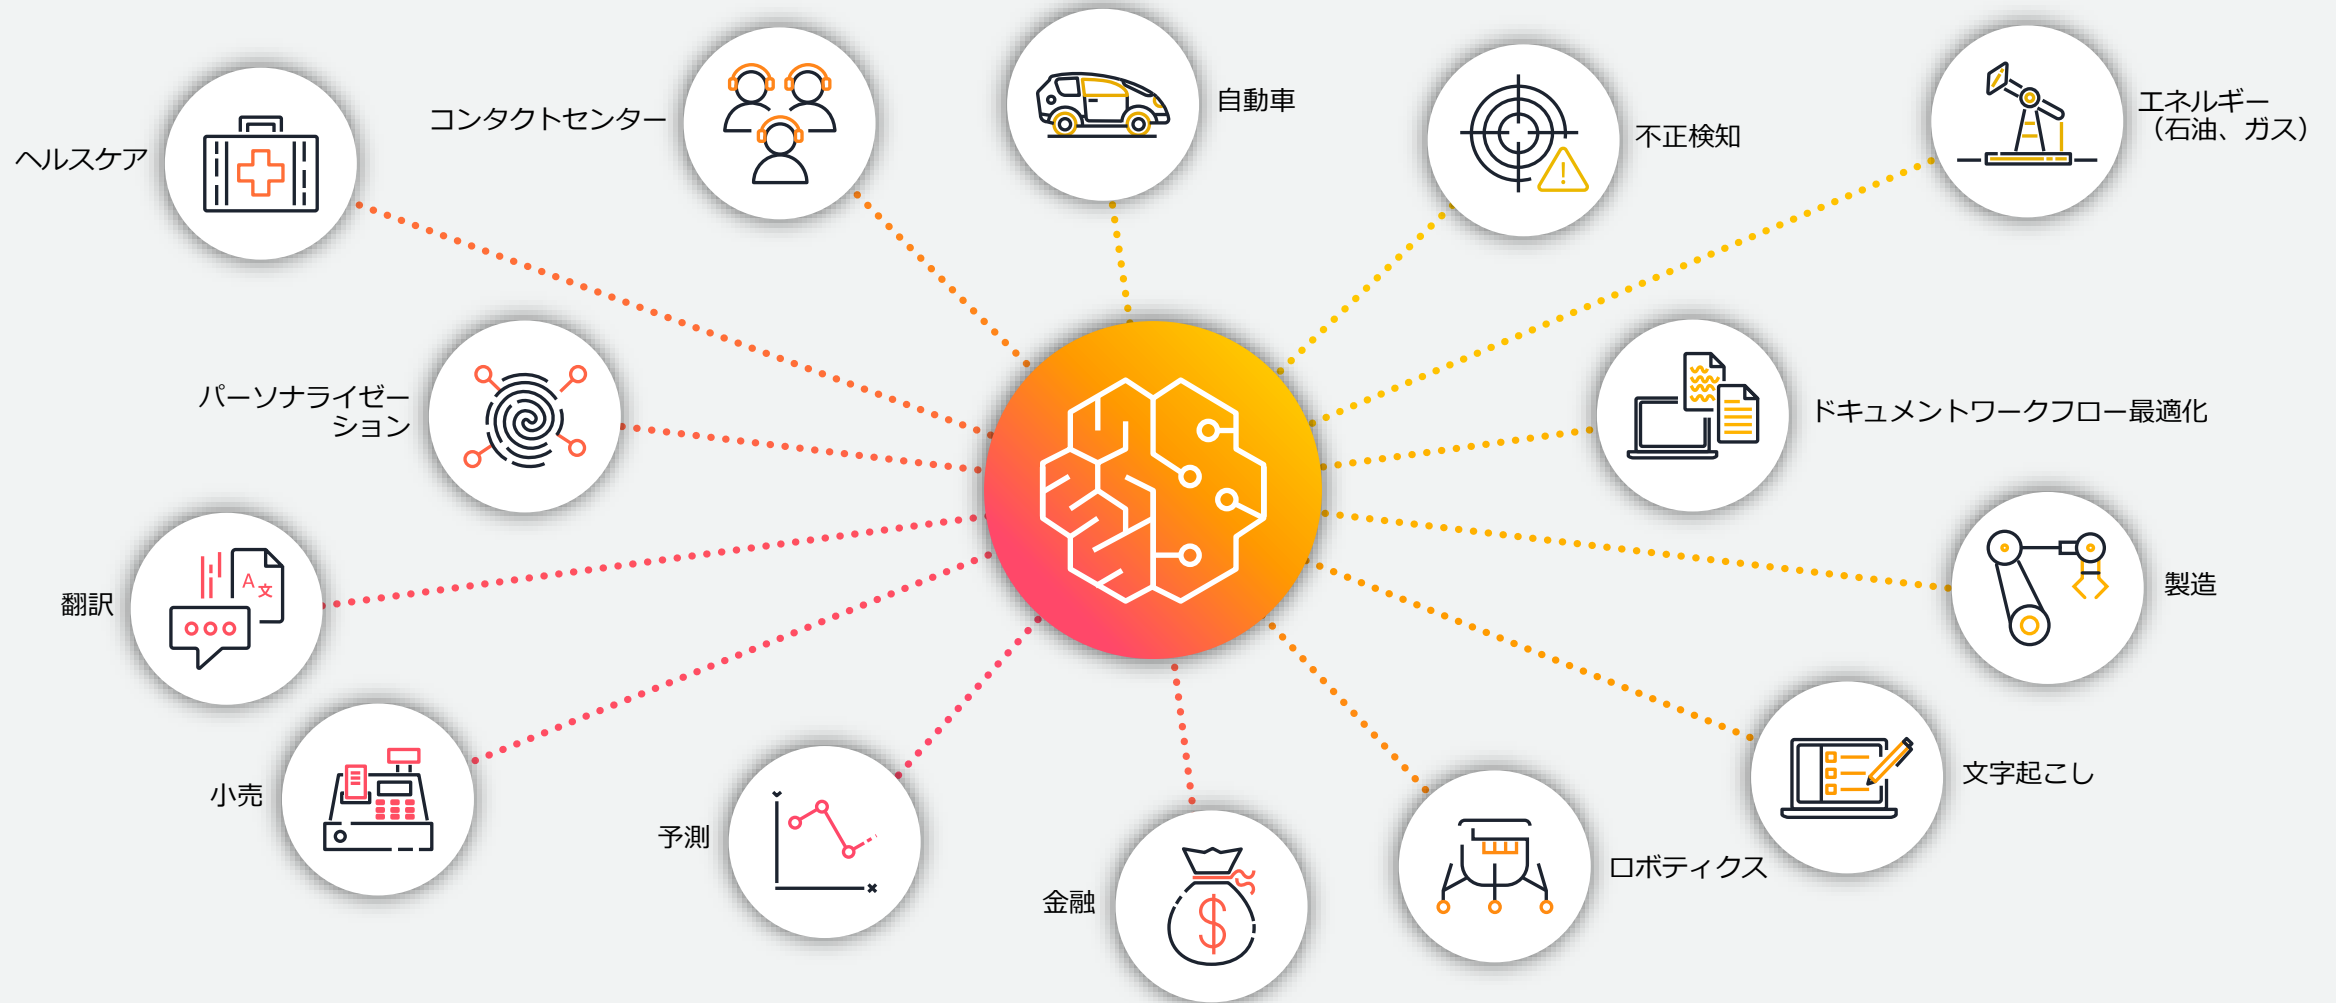 自動車
エネルギー
（石油、ガス）
コンタクトセンター
不正検知
ヘルスケア
パーソナライゼー
ション
ドキュメントワークフロー最適化
A
文
翻訳
製造
小売
文字起こし
予測
ロボティクス
金融
$